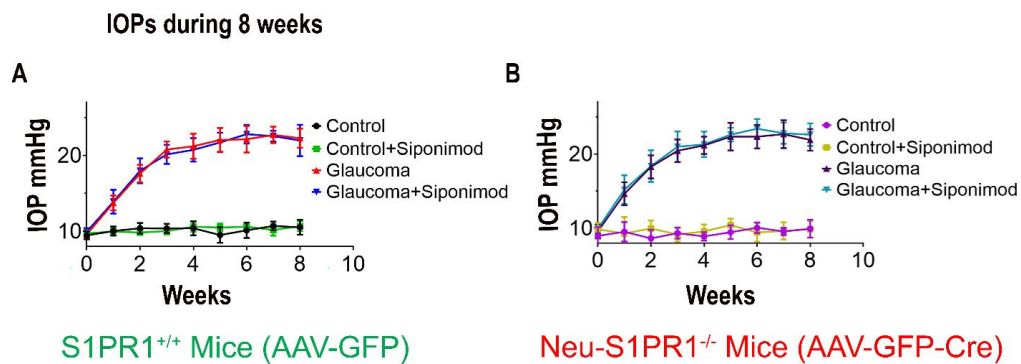 IOPs during 8 weeks
A
IOP mmHg
20
10
0
2
4
6
8
10
Weeks
Control
Control+Siponimod
Glaucoma
Glaucoma+Siponimod
S1PR1+/+ Mice (AAV-GFP)
B
IOP mmHg
20
10
0
2
4
6
8
10
Weeks
Control
Control+Siponimod
Glaucoma
Glaucoma+Siponimod
Neu-S1PR1-/- Mice (AAV-GFP-Cre)